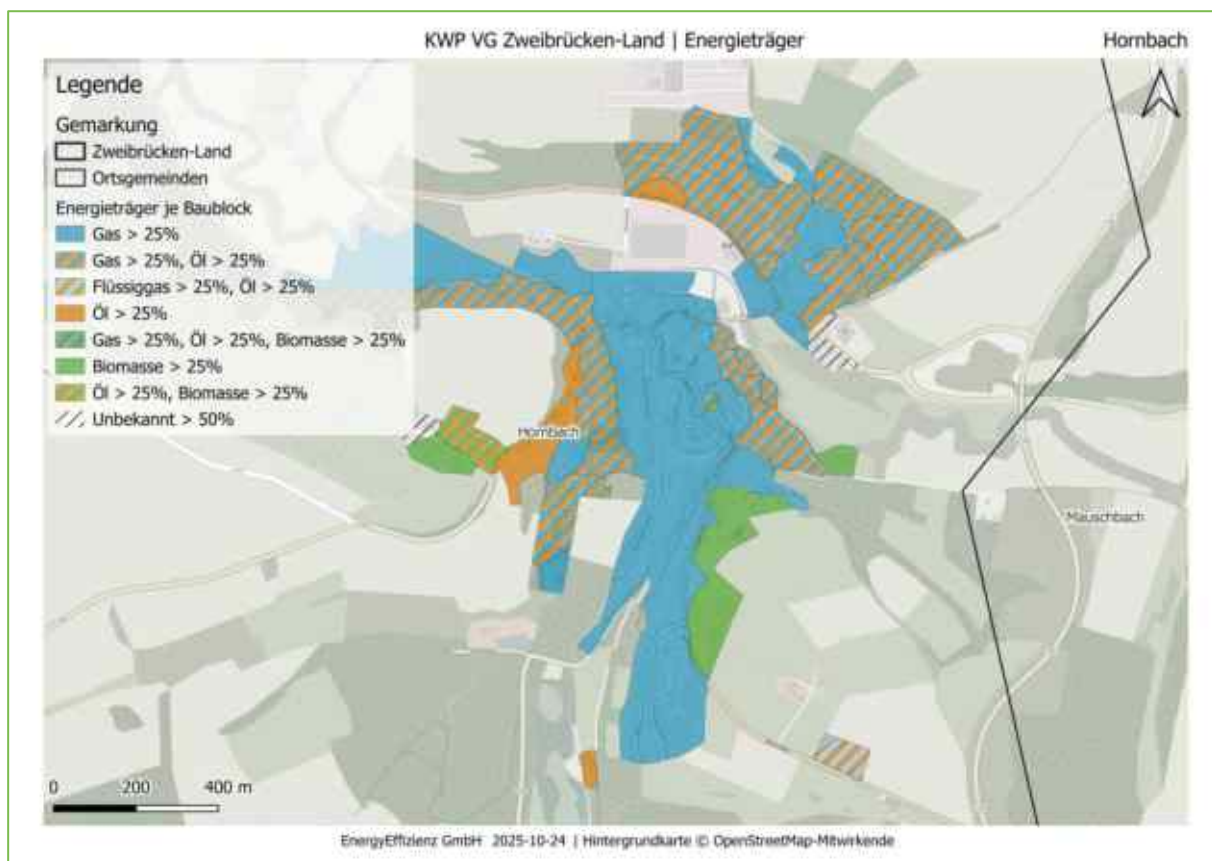 KWP VG Zweibrücken-Land | Energieträger
Hornbach
Legende
Gemarkung
Zweibrücken-Land
Ortsgemeinden
Energieträger je Baublock
Gas > 25%
Gas > 25%, Öl > 25%
Flüssiggas > 25%, Öl > 25%
Öl > 25%
Gas > 25%, Öl > 25%, Biomasse > 25%
Biomasse > 25%
Öl > 25%, Biomasse > 25%
Unbekannt > 50%
Hornbach
Mauschbach
0 200 400 m
EnergyEffizienz GmbH 2025-10-24 | Hintergrundkarte © OpenStreetMap-Mitwirkende